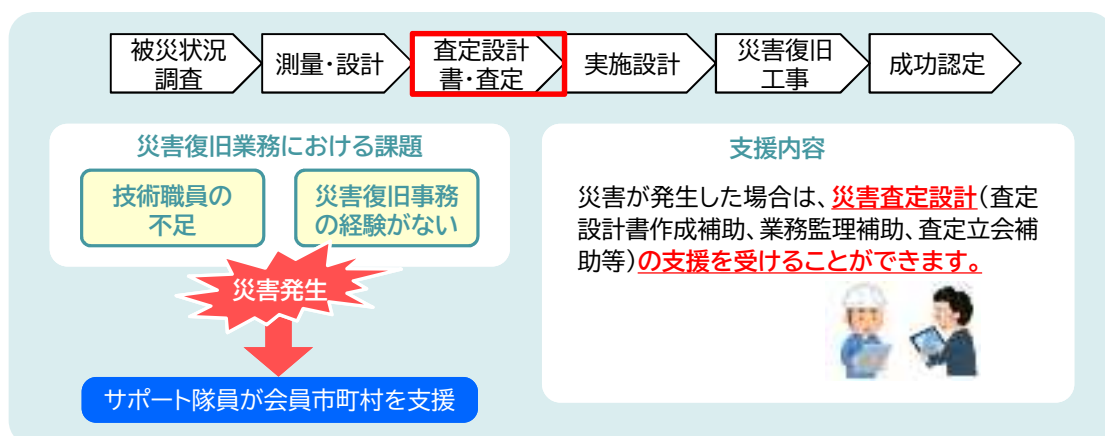 被災状況
調査
測量・設計
査定設計
書・査定
実施設計
災害復旧
工事
成功認定
災害復旧業務における課題
技術職員の
不足
災害復旧事務
の経験がない
災害発生
サポート隊員が会員市町村を支援
支援内容
災害が発生した場合は、災害査定設計(査定
設計書作成補助、業務監理補助、査定立会補
助等)の支援を受けることができます。